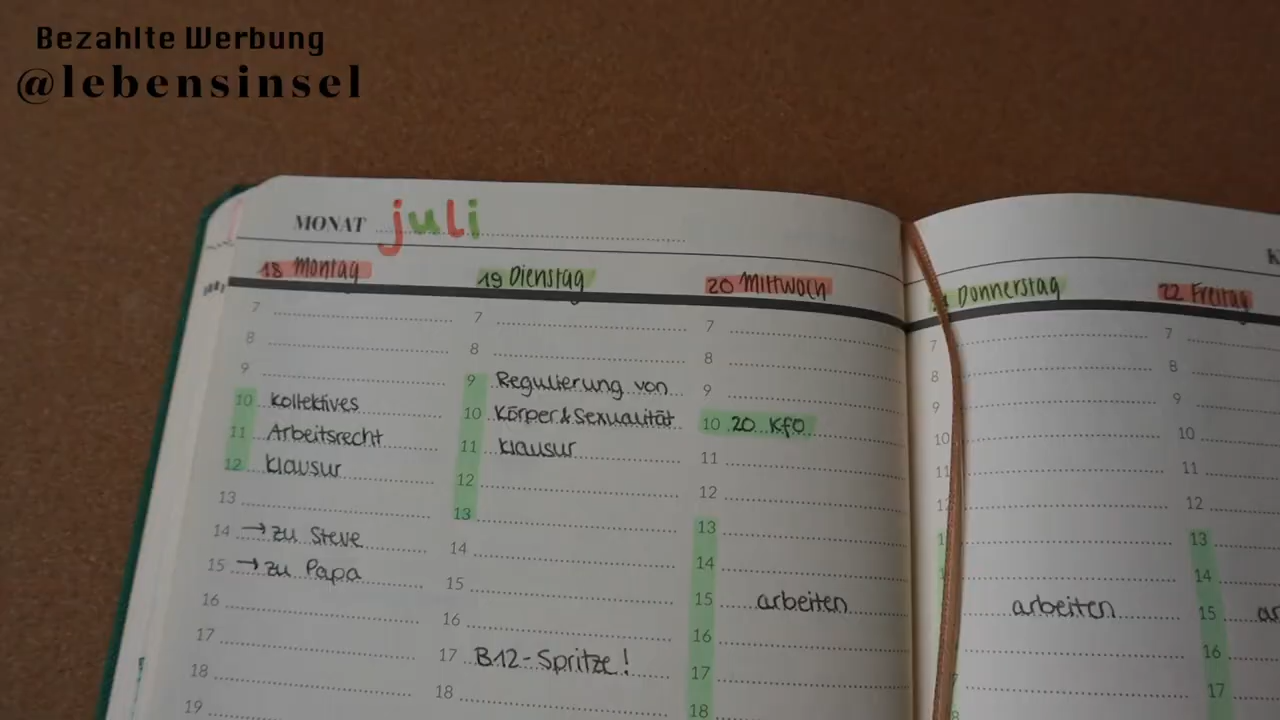 Bezahlte Werbung
@lebensinsel
MONAT juli
K
18 Montag
7
8
9
10 kollektives
11 Arbeitsrecht
12 klausur
13
14 → zu Steve
15 → zu Papa
16
17
18
19
19 Dienstag
7
8
9 Regulierung von
10 Körper & Sexualität
11 klausur
12
13
14
15
16
17 B12-Spritze!
18
20 Mittwoch
7
8
9
10 20 KfO
11
12
13
14
15 arbeiten
16
17
18
Donnerstag
7
8
9
10
11
arbeiten
22 Freitag
7
8
9
10
11
12
13
14
15
16
17